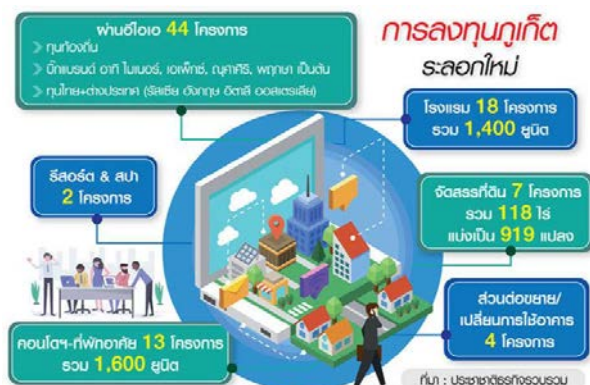 การลงทุนภูเก็ต
ระลอกใหม่
ผ่านอีไอเอ 44 โครงการ
ทุนท้องถิ่น
บิ๊กแบรนด์ อาทิ ไมเนอร์, เอเพ็กซ์, ณุศาศิริ, พฤกษา เป็นต้น
ทุนไทย+ต่างประเทศ (รัสเซีย อังกฤษ อิตาลี ออสเตรเลีย)
โรงแรม 18 โครงการ
รวม 1,400 ยูนิต
รีสอร์ต & สปา
2 โครงการ
จัดสรรที่ดิน 7 โครงการ
รวม 118 ไร่
แบ่งเป็น 919 แปลง
ส่วนต่อขยาย/
เปลี่ยนการใช้อาคาร
4 โครงการ
คอนโดฯ-ที่พักอาศัย 13 โครงการ
รวม 1,600 ยูนิต
ที่มา : ประชาชาติธุรกิจรวบรวม